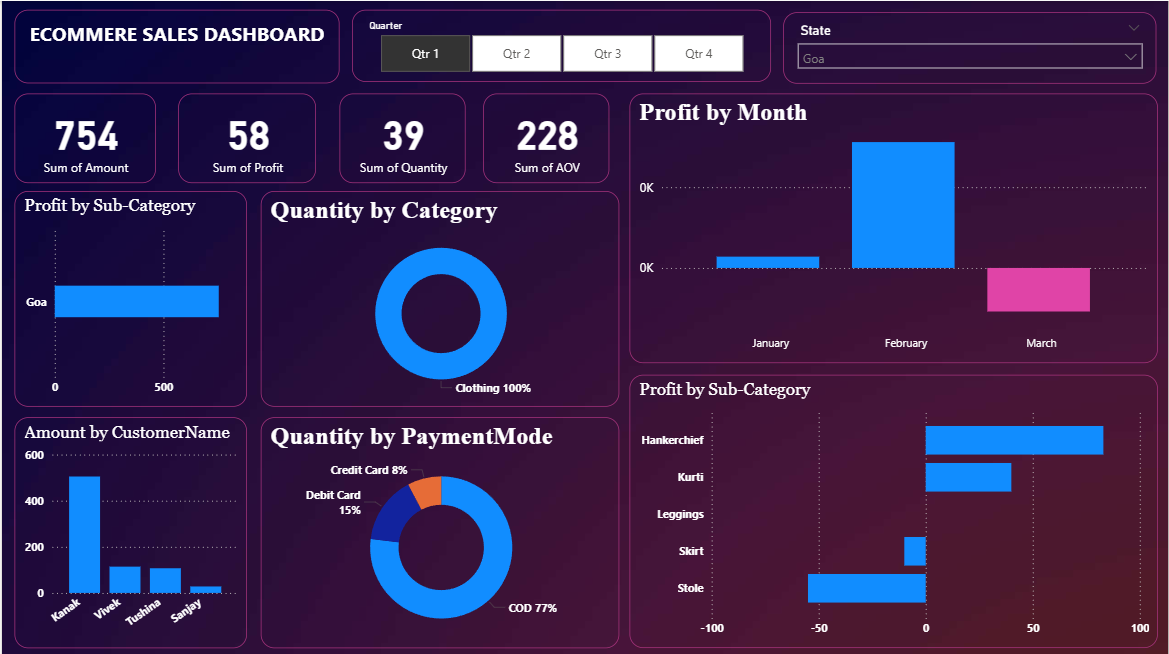 ECOMMERE SALES DASHBOARD
Quarter
Qtr 1
Qtr 2
Qtr 3
Qtr 4
State
Goa
754
Sum of Amount
58
Sum of Profit
39
Sum of Quantity
228
Sum of AOV
Profit by Month
0K
0K
January
February
March
Profit by Sub-Category
Goa
0
500
Quantity by Category
Clothing 100%
Profit by Sub-Category
Hankerchief
Kurti
Leggings
Skirt
Stole
-100
-50
0
50
100
Amount by CustomerName
600
400
200
0
Kanak
Vivek
Tushina
Sanjay
Quantity by PaymentMode
Credit Card 8%
Debit Card
15%
COD 77%